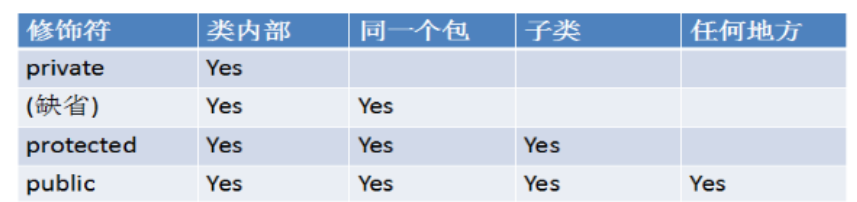 修饰符 类内部 同一个包 子类 任何地方
private Yes
(缺省) Yes Yes
protected Yes Yes Yes
public Yes Yes Yes Yes